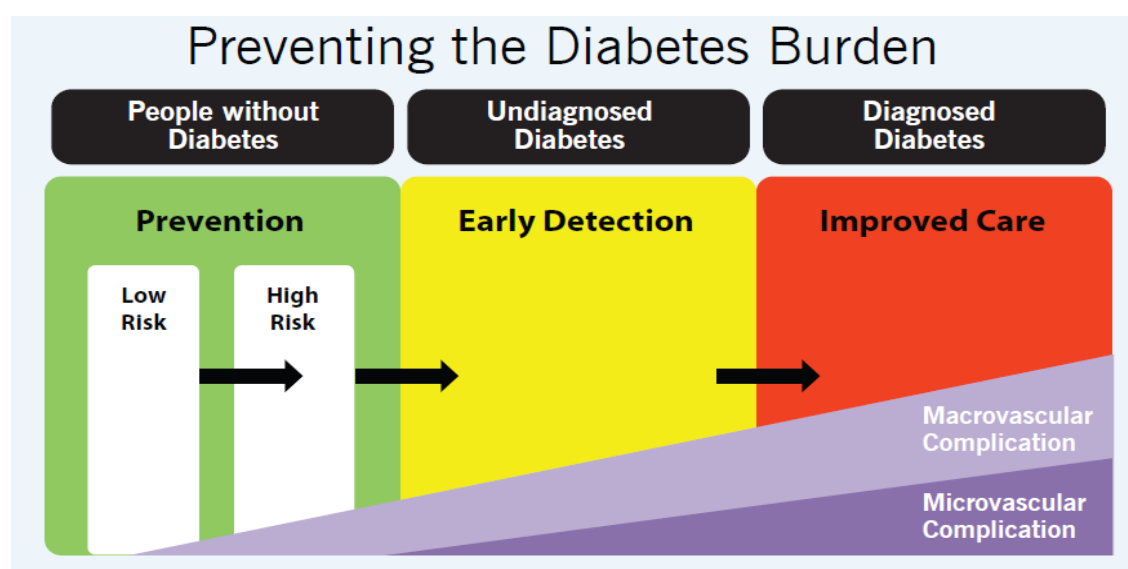 Preventing the Diabetes Burden
People without
Diabetes
Undiagnosed
Diabetes
Diagnosed
Diabetes
Prevention
Early Detection
Improved Care
Low
Risk
High
Risk
Macrovascular
Complication
Microvascular
Complication